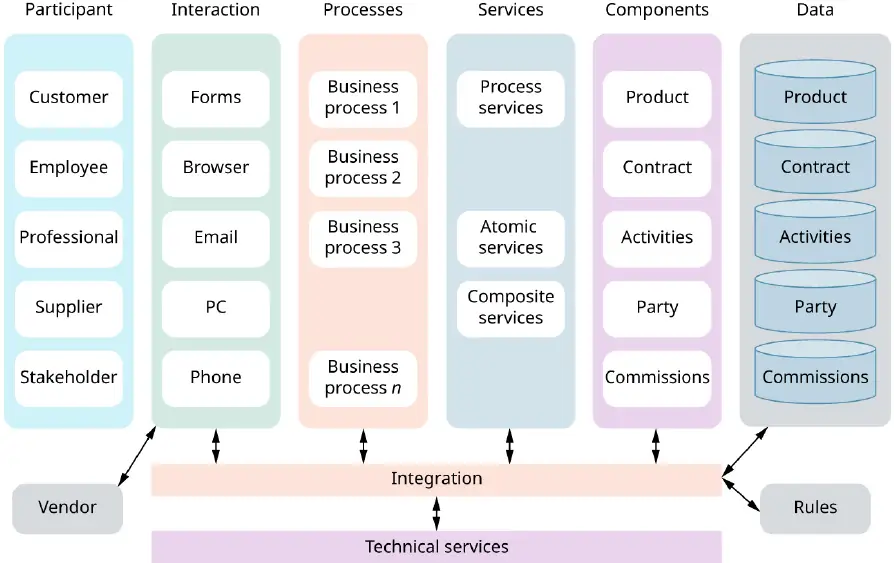 Participant
Interaction
Processes
Services
Components
Data
Customer
Employee
Professional
Supplier
Stakeholder
Forms
Browser
Email
PC
Phone
Business
process 1
Business
process 2
Business
process 3
Business
process n
Process
services
Atomic
services
Composite
services
Product
Contract
Activities
Party
Commissions
Product
Contract
Activities
Party
Commissions
Vendor
Integration
Rules
Technical services